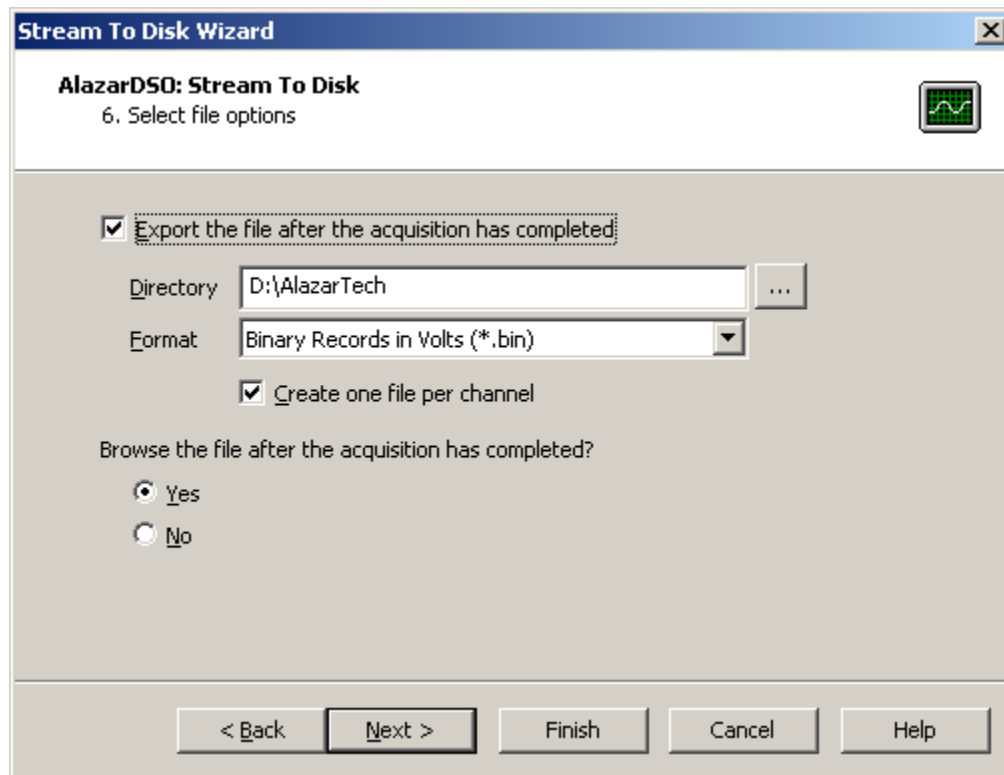 Stream To Disk Wizard
AlazarDSO: Stream To Disk
6. Select file options
Export the file after the acquisition has completed
Directory D:\AlazarTech ...
Format Binary Records in Volts (*.bin)
Create one file per channel
Browse the file after the acquisition has completed?
Yes
No
< Back Next > Finish Cancel Help